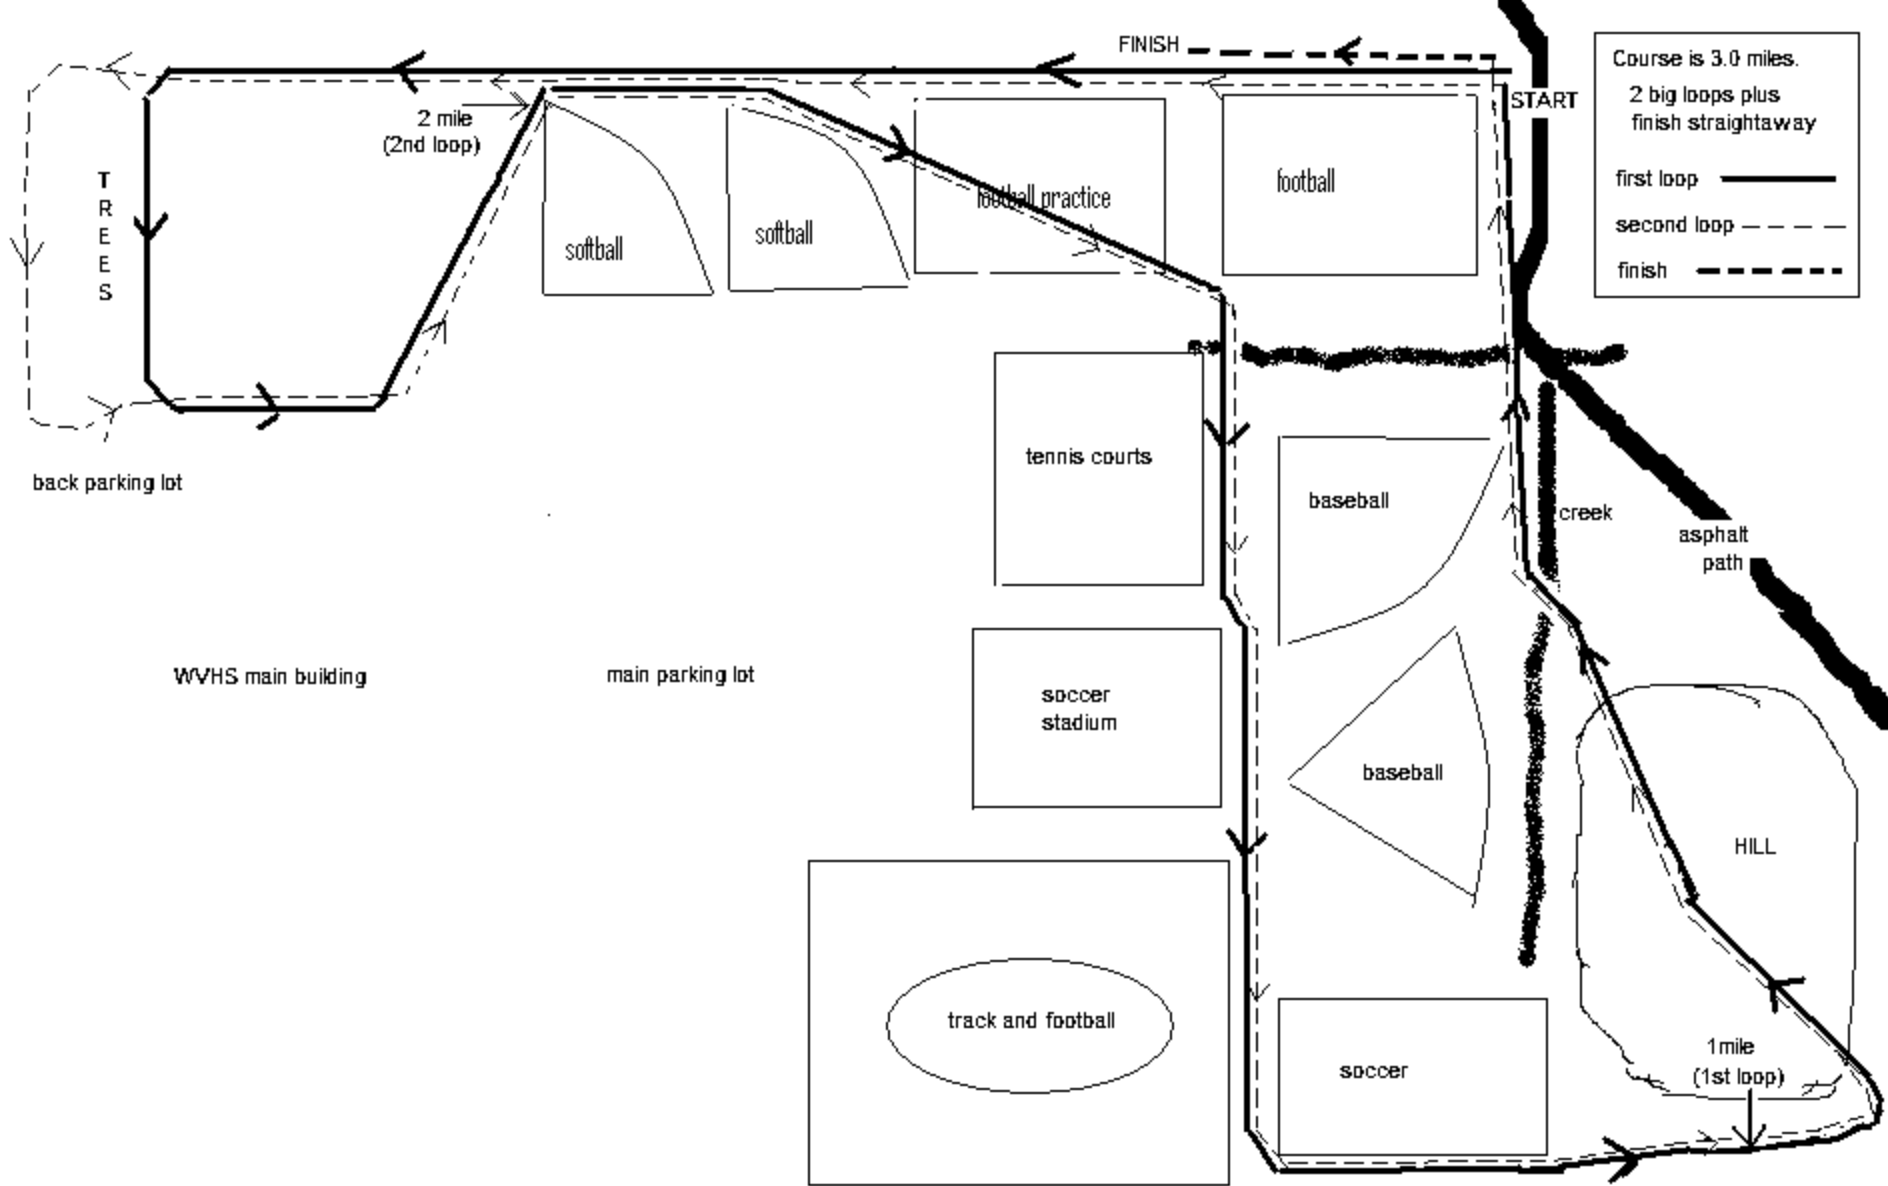 FINISH
Course is 3.0 miles.
2 big loops plus
finish straightaway
START
first loop
second loop
finish
2 mile
(2nd loop)
T
R
E
E
S
softball
softball
football practice
football
back parking lot
tennis courts
baseball
creek
asphalt
path
WVHS main building
main parking lot
soccer
stadium
baseball
HILL
track and football
soccer
1mile
(1st loop)